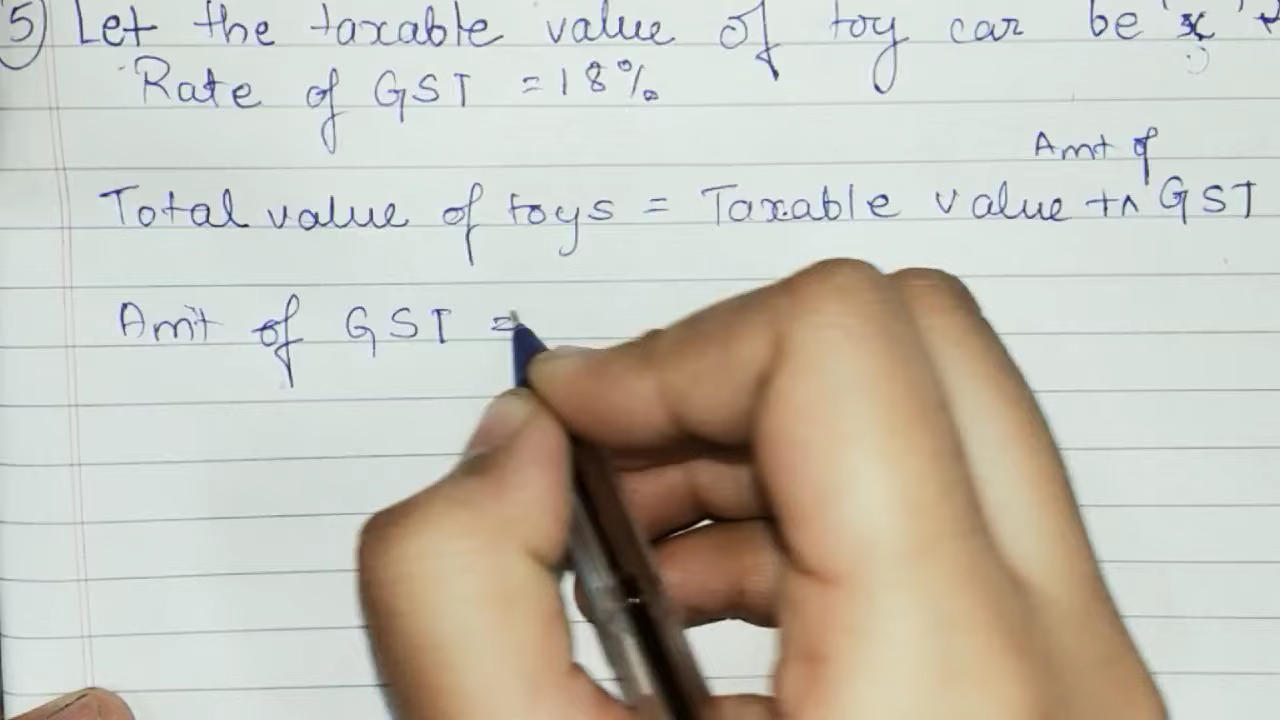 5) Let the taxable value of toy car be 'x'
Rate of GST = 18%
Total value of toys = Taxable value + Amt of GST
Amt of GST =